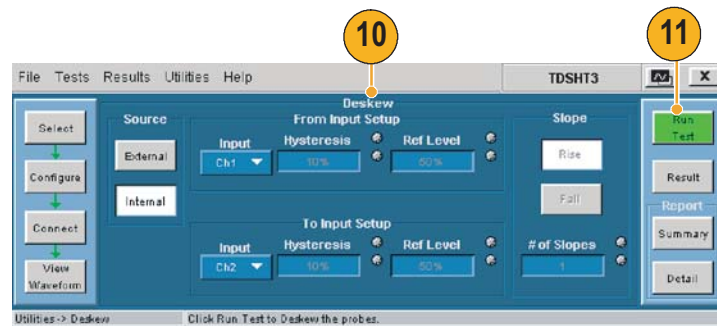 10
11
File Tests Results Utilities Help
TDSHT3
X
Deskew
Select
Configure
Connect
View
Waveform
Source
External
Internal
From Input Setup
Input
Hysteresis
Ref Level
Ch1
10%
50%
To Input Setup
Input
Hysteresis
Ref Level
Ch2
10%
50%
Slope
Rise
Fall
# of Slopes
1
Run
Test
Result
Report
Summary
Detail
Utilities -> Deskew
Click Run Test to Deskew the probes.